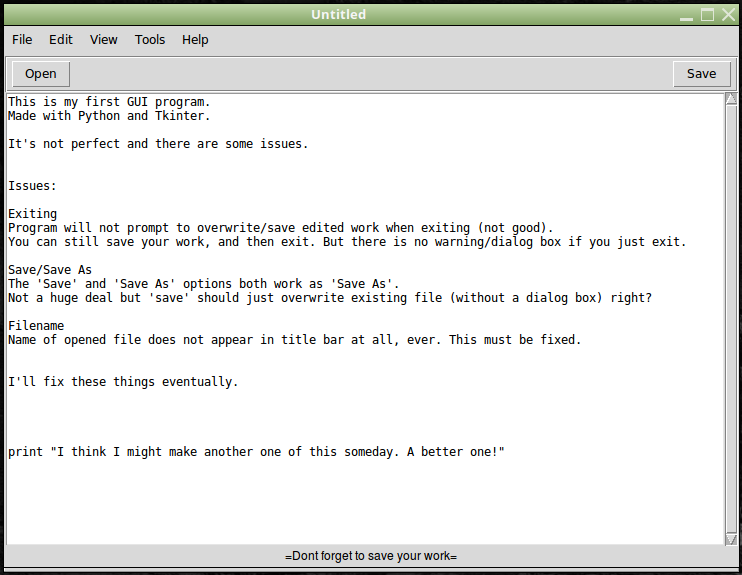 Untitled
File Edit View Tools Help
Open Save
This is my first GUI program.
Made with Python and Tkinter.
It's not perfect and there are some issues.
Issues:
Exiting
Program will not prompt to overwrite/save edited work when exiting (not good).
You can still save your work, and then exit. But there is no warning/dialog box if you just exit.
Save/Save As
The 'Save' and 'Save As' options both work as 'Save As'.
Not a huge deal but 'save' should just overwrite existing file (without a dialog box) right?
Filename
Name of opened file does not appear in title bar at all, ever. This must be fixed.
I'll fix these things eventually.
print "I think I might make another one of this someday. A better one!"
=Dont forget to save your work=